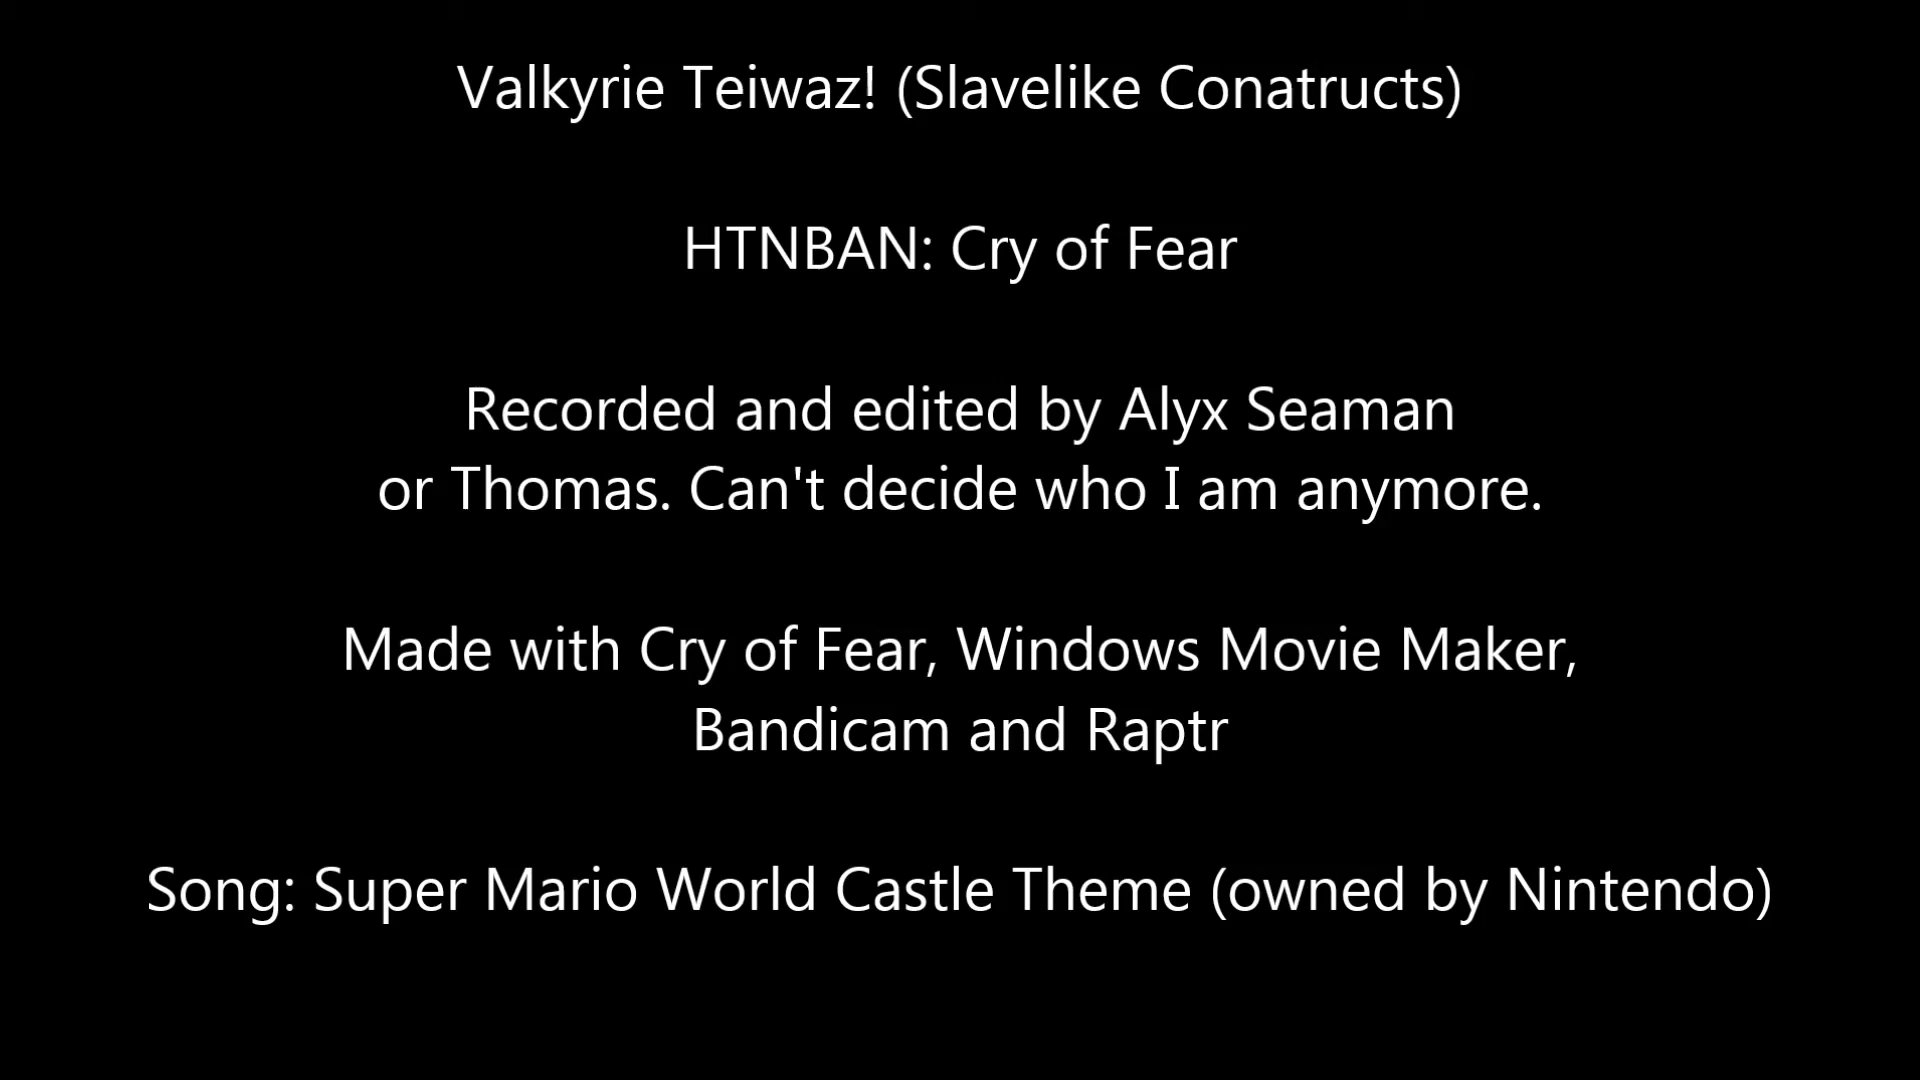 Valkyrie Teiwaz! (Slavelike Conatructs)
HTNBAN: Cry of Fear
Recorded and edited by Alyx Seaman
or Thomas. Can't decide who I am anymore.
Made with Cry of Fear, Windows Movie Maker,
Bandicam and Raptr
Song: Super Mario World Castle Theme (owned by Nintendo)